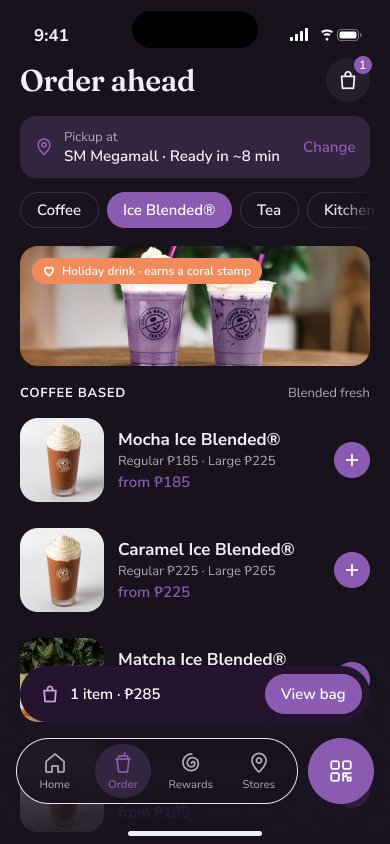 9:41
Order ahead
1
Pickup at
SM Megamall · Ready in ~8 min
Change
Coffee
Ice Blended®
Tea
Kitchen
Holiday drink · earns a coral stamp
COFFEE BASED
Blended fresh
Mocha Ice Blended®
Regular ₱185 · Large ₱225
from ₱185
Caramel Ice Blended®
Regular ₱225 · Large ₱265
from ₱225
Matcha Ice Blended®
1 item · ₱285
View bag
Home
Order
Rewards
Stores
from ₱185